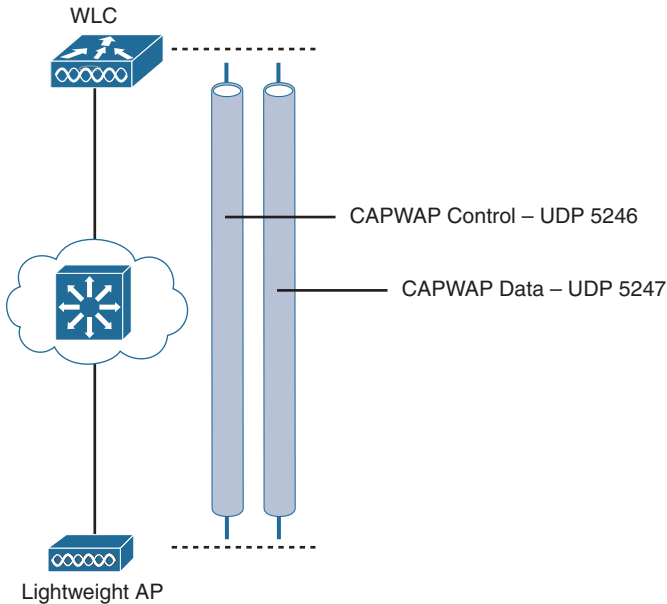 WLC
CAPWAP Control – UDP 5246
CAPWAP Data – UDP 5247
Lightweight AP